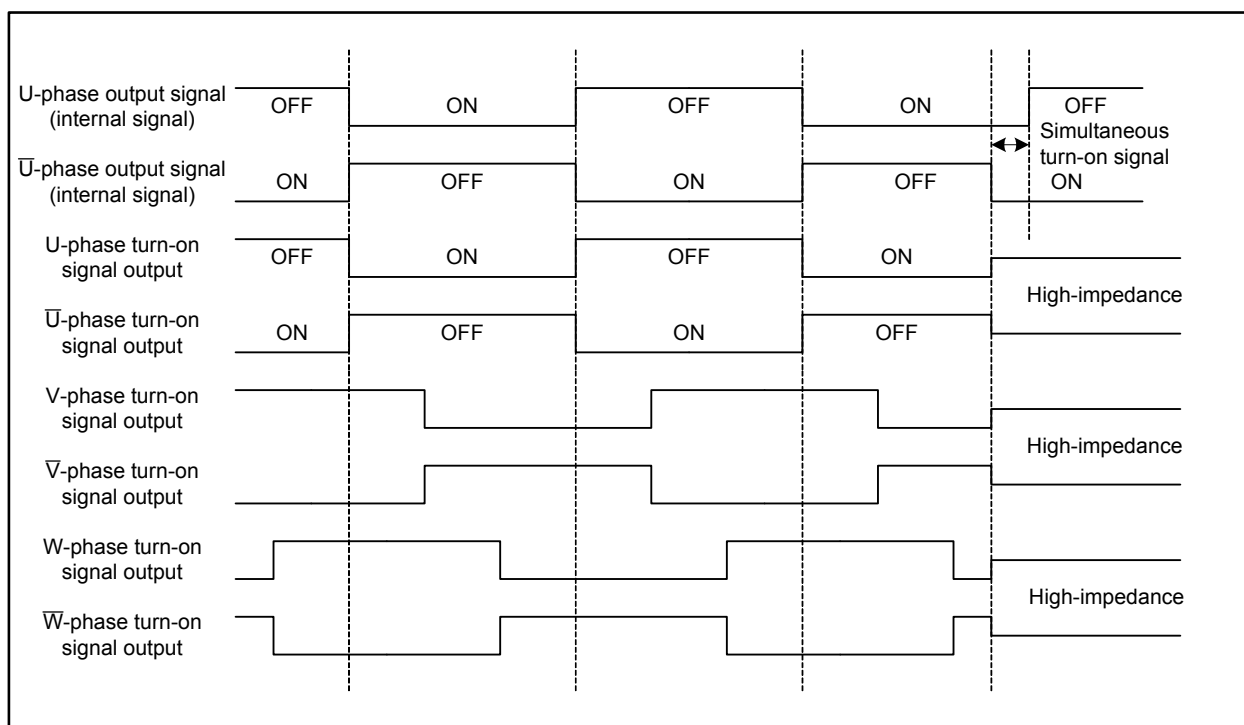 U-phase output signal
(internal signal)
OFF
ON
OFF
ON
OFF
Simultaneous
turn-on signal
U̅-phase output signal
(internal signal)
ON
OFF
ON
OFF
ON
U-phase turn-on
signal output
OFF
ON
OFF
ON
High-impedance
U̅-phase turn-on
signal output
ON
OFF
ON
OFF
V-phase turn-on
signal output
High-impedance
V̅-phase turn-on
signal output
W-phase turn-on
signal output
High-impedance
W̅-phase turn-on
signal output